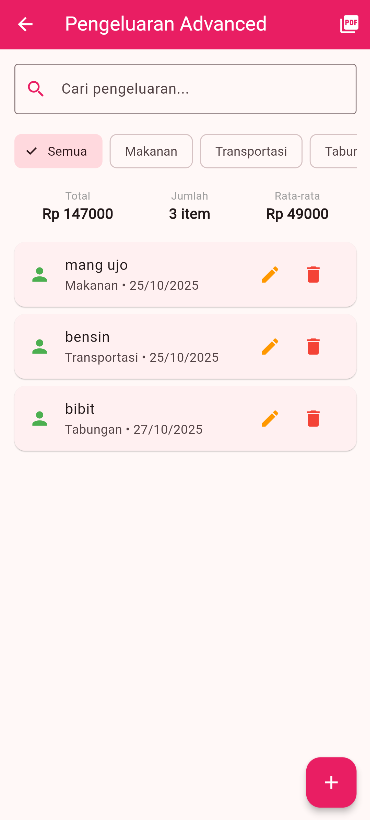 Pengeluaran Advanced
PDF
Cari pengeluaran...
Semua
Makanan
Transportasi
Tabun
Total
Jumlah
Rata-rata
Rp 147000
3 item
Rp 49000
mang ujo
Makanan • 25/10/2025
bensin
Transportasi • 25/10/2025
bibit
Tabungan • 27/10/2025